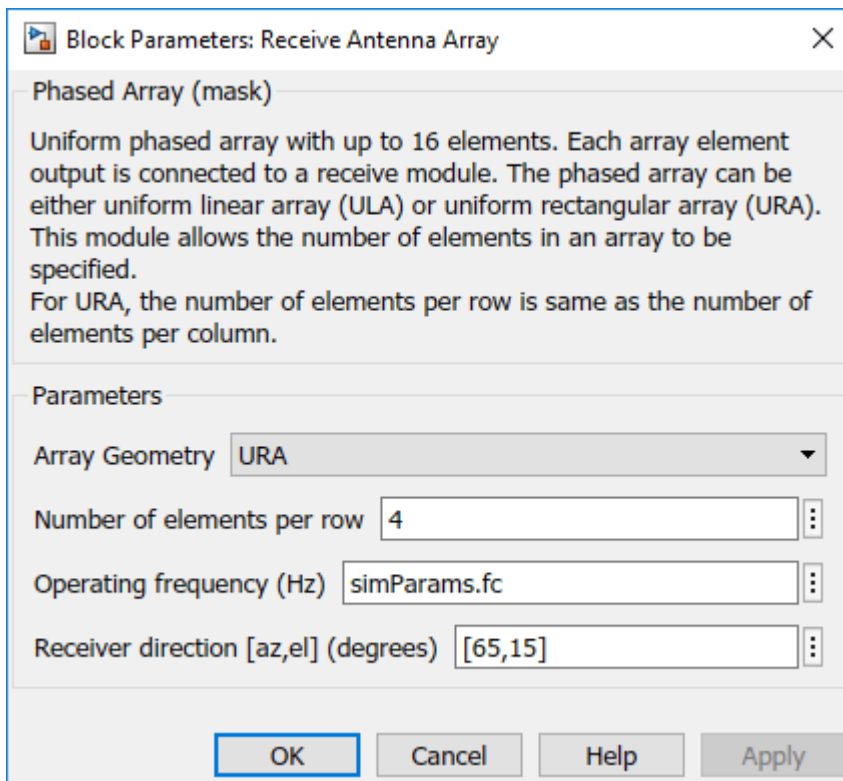 Block Parameters: Receive Antenna Array
Phased Array (mask)
Uniform phased array with up to 16 elements. Each array element
output is connected to a receive module. The phased array can be
either uniform linear array (ULA) or uniform rectangular array (URA).
This module allows the number of elements in an array to be
specified.
For URA, the number of elements per row is same as the number of
elements per column.
Parameters
Array Geometry URA
Number of elements per row 4
Operating frequency (Hz) simParams.fc
Receiver direction [az,el] (degrees) [65,15]
OK Cancel Help Apply